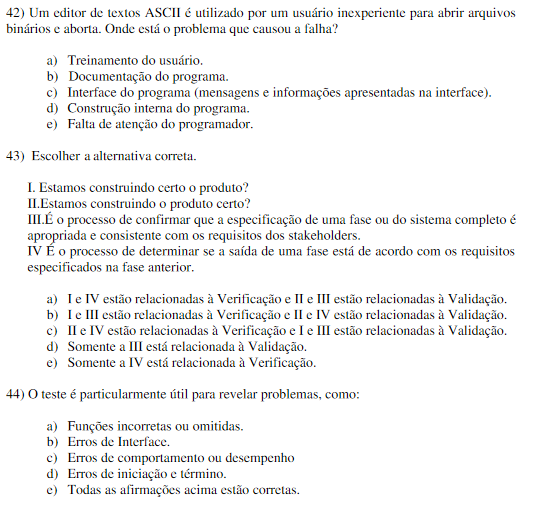 42) Um editor de textos ASCII é utilizado por um usuário inexperiente para abrir arquivos
binários e aborta. Onde está o problema que causou a falha?
a) Treinamento do usuário.
b) Documentação do programa.
c) Interface do programa (mensagens e informações apresentadas na interface).
d) Construção interna do programa.
e) Falta de atenção do programador.
43) Escolher a alternativa correta.
I. Estamos construindo certo o produto?
II.Estamos construindo o produto certo?
III.É o processo de confirmar que a especificação de uma fase ou do sistema completo é
apropriada e consistente com os requisitos dos stakeholders.
IV É o processo de determinar se a saída de uma fase está de acordo com os requisitos
especificados na fase anterior.
a) I e IV estão relacionadas à Verificação e II e III estão relacionadas à Validação.
b) I e III estão relacionadas à Verificação e II e IV estão relacionadas à Validação.
c) II e IV estão relacionadas à Verificação e I e III estão relacionadas à Validação.
d) Somente a III está relacionada à Validação.
e) Somente a IV está relacionada à Verificação.
44) O teste é particularmente útil para revelar problemas, como:
a) Funções incorretas ou omitidas.
b) Erros de Interface.
c) Erros de comportamento ou desempenho
d) Erros de iniciação e término.
e) Todas as afirmações acima estão corretas.